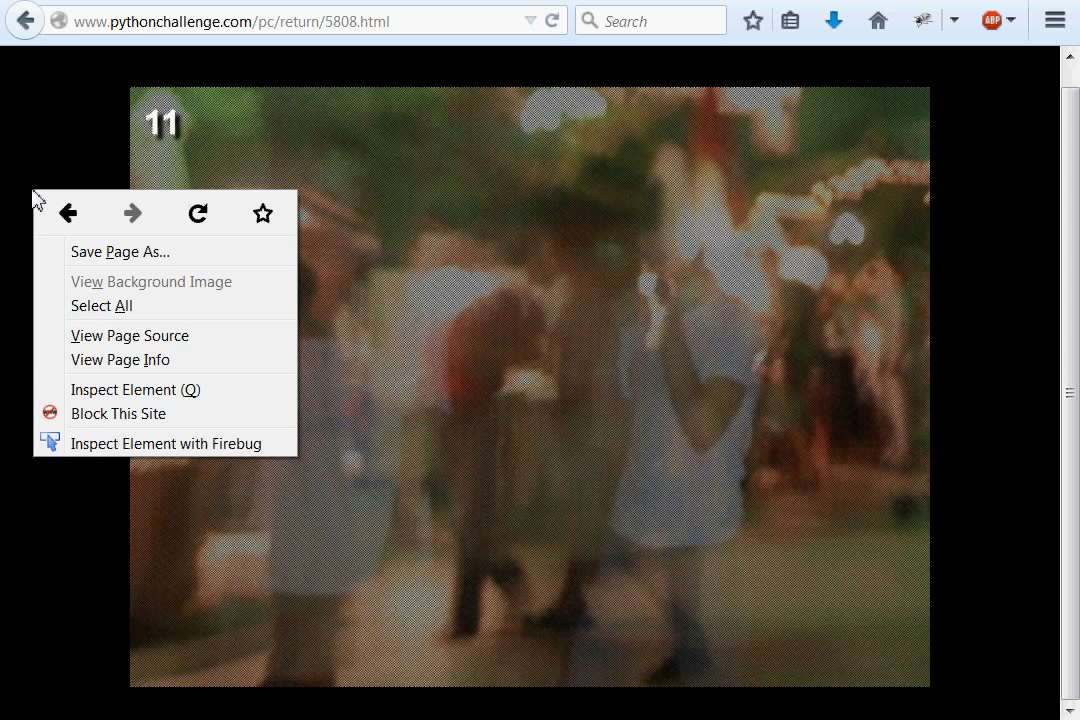 www.pythonchallenge.com/pc/return/5808.html
Search
ABP
11
Save Page As...
View Background Image
Select All
View Page Source
View Page Info
Inspect Element (Q)
Block This Site
Inspect Element with Firebug